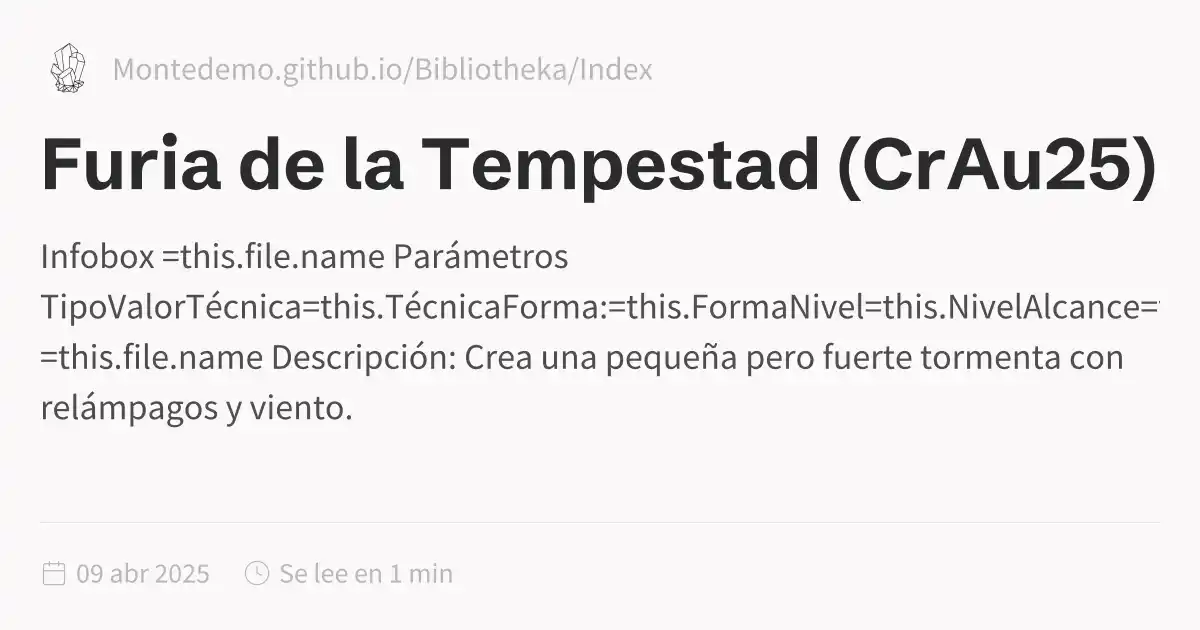 Montedemo.github.io/Bibliotheka/Index
Furia de la Tempestad (CrAu25)
Infobox =this.file.name Parámetros
TipoValorTécnica=this.TécnicaForma:=this.FormaNivel=this.NivelAlcance=
=this.file.name Descripción: Crea una pequeña pero fuerte tormenta con
relámpagos y viento.
09 abr 2025 Se lee en 1 min